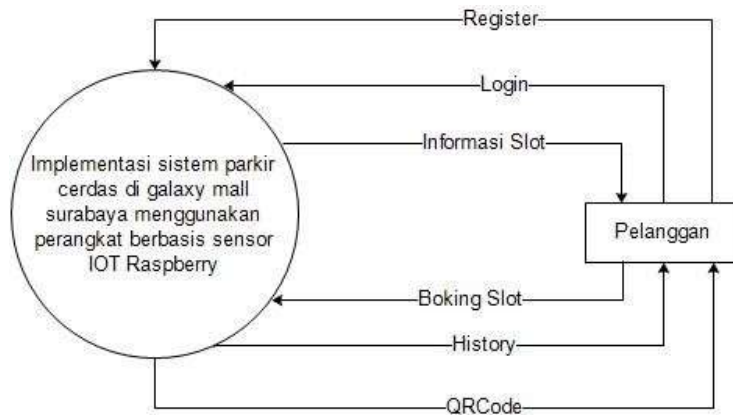 Register
Login
Informasi Slot
Implementasi sistem parkir
cerdas di galaxy mall
surabaya menggunakan
perangkat berbasis sensor
IOT Raspberry
Pelanggan
Boking Slot
History
QRCode